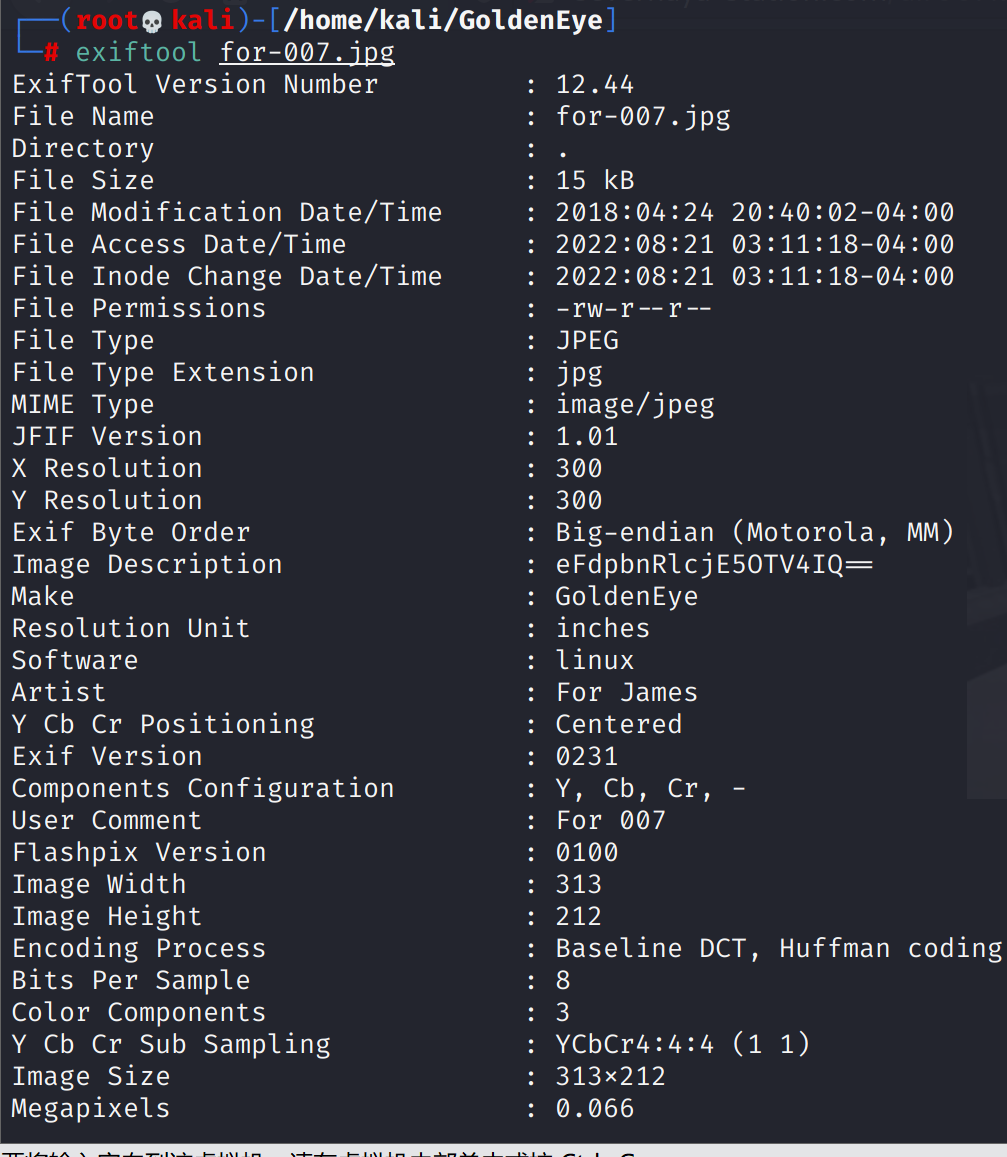 (root💀kali)-[/home/kali/GoldenEye]
# exiftool for-007.jpg
ExifTool Version Number : 12.44
File Name : for-007.jpg
Directory : .
File Size : 15 kB
File Modification Date/Time : 2018:04:24 20:40:02-04:00
File Access Date/Time : 2022:08:21 03:11:18-04:00
File Inode Change Date/Time : 2022:08:21 03:11:18-04:00
File Permissions : -rw-r--r--
File Type : JPEG
File Type Extension : jpg
MIME Type : image/jpeg
JFIF Version : 1.01
X Resolution : 300
Y Resolution : 300
Exif Byte Order : Big-endian (Motorola, MM)
Image Description : eFdpbnRlcjE5OTV4IQ==
Make : GoldenEye
Resolution Unit : inches
Software : linux
Artist : For James
Y Cb Cr Positioning : Centered
Exif Version : 0231
Components Configuration : Y, Cb, Cr, -
User Comment : For 007
Flashpix Version : 0100
Image Width : 313
Image Height : 212
Encoding Process : Baseline DCT, Huffman coding
Bits Per Sample : 8
Color Components : 3
Y Cb Cr Sub Sampling : YCbCr4:4:4 (1 1)
Image Size : 313×212
Megapixels : 0.066